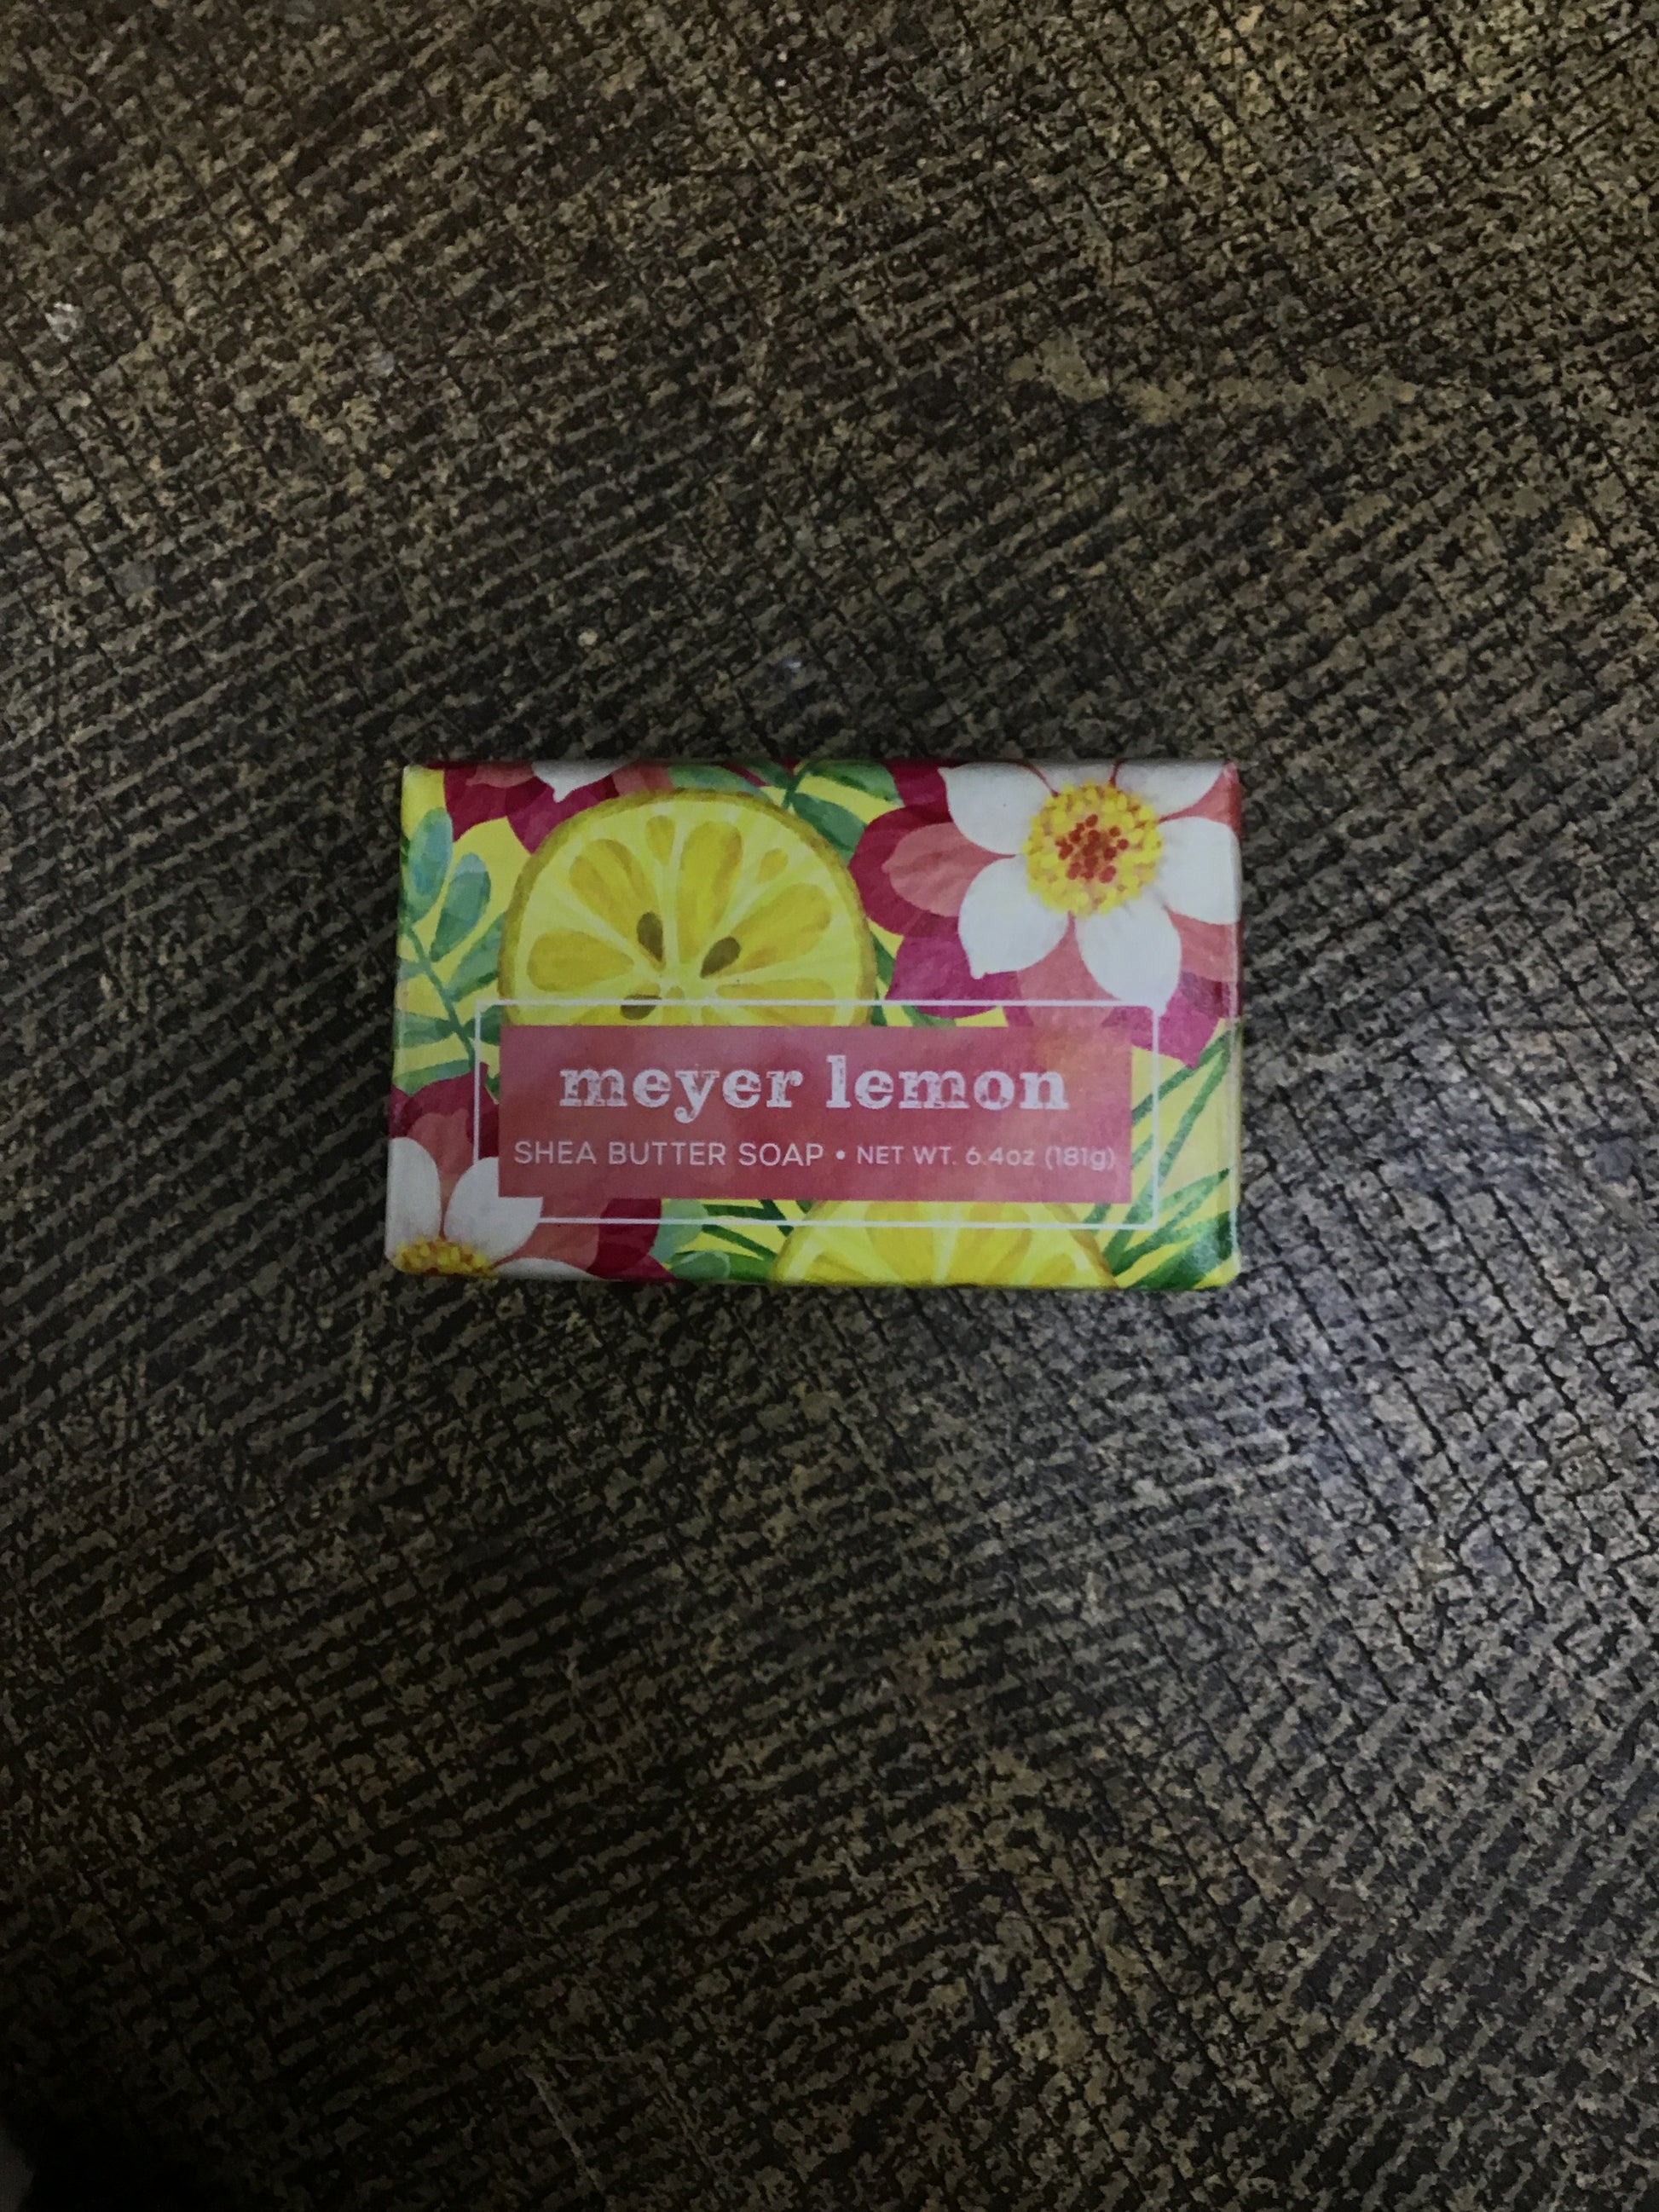 meyer lemon
SHEA BUTTER SOAP • NET WT. 6.4oz (181g)